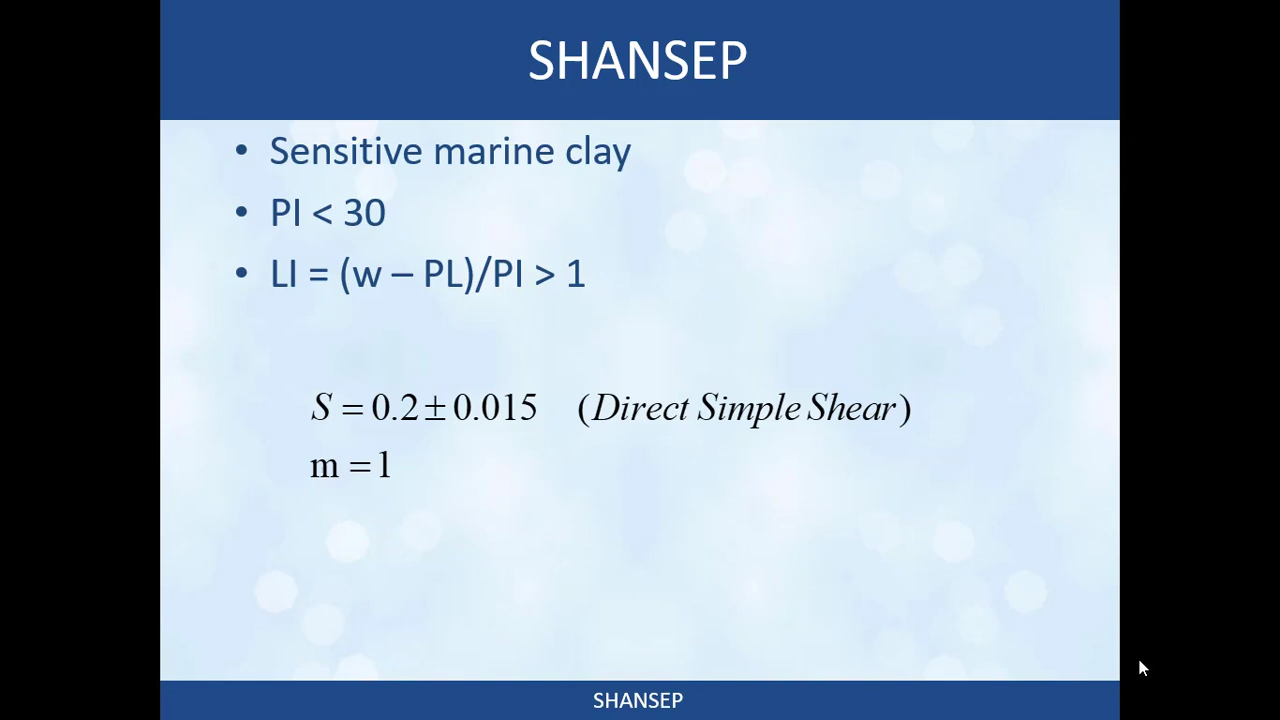 SHANSEP
• Sensitive marine clay
• PI < 30
• LI = (w – PL)/PI > 1
S = 0.2 ± 0.015 (Direct Simple Shear)
m = 1
SHANSEP